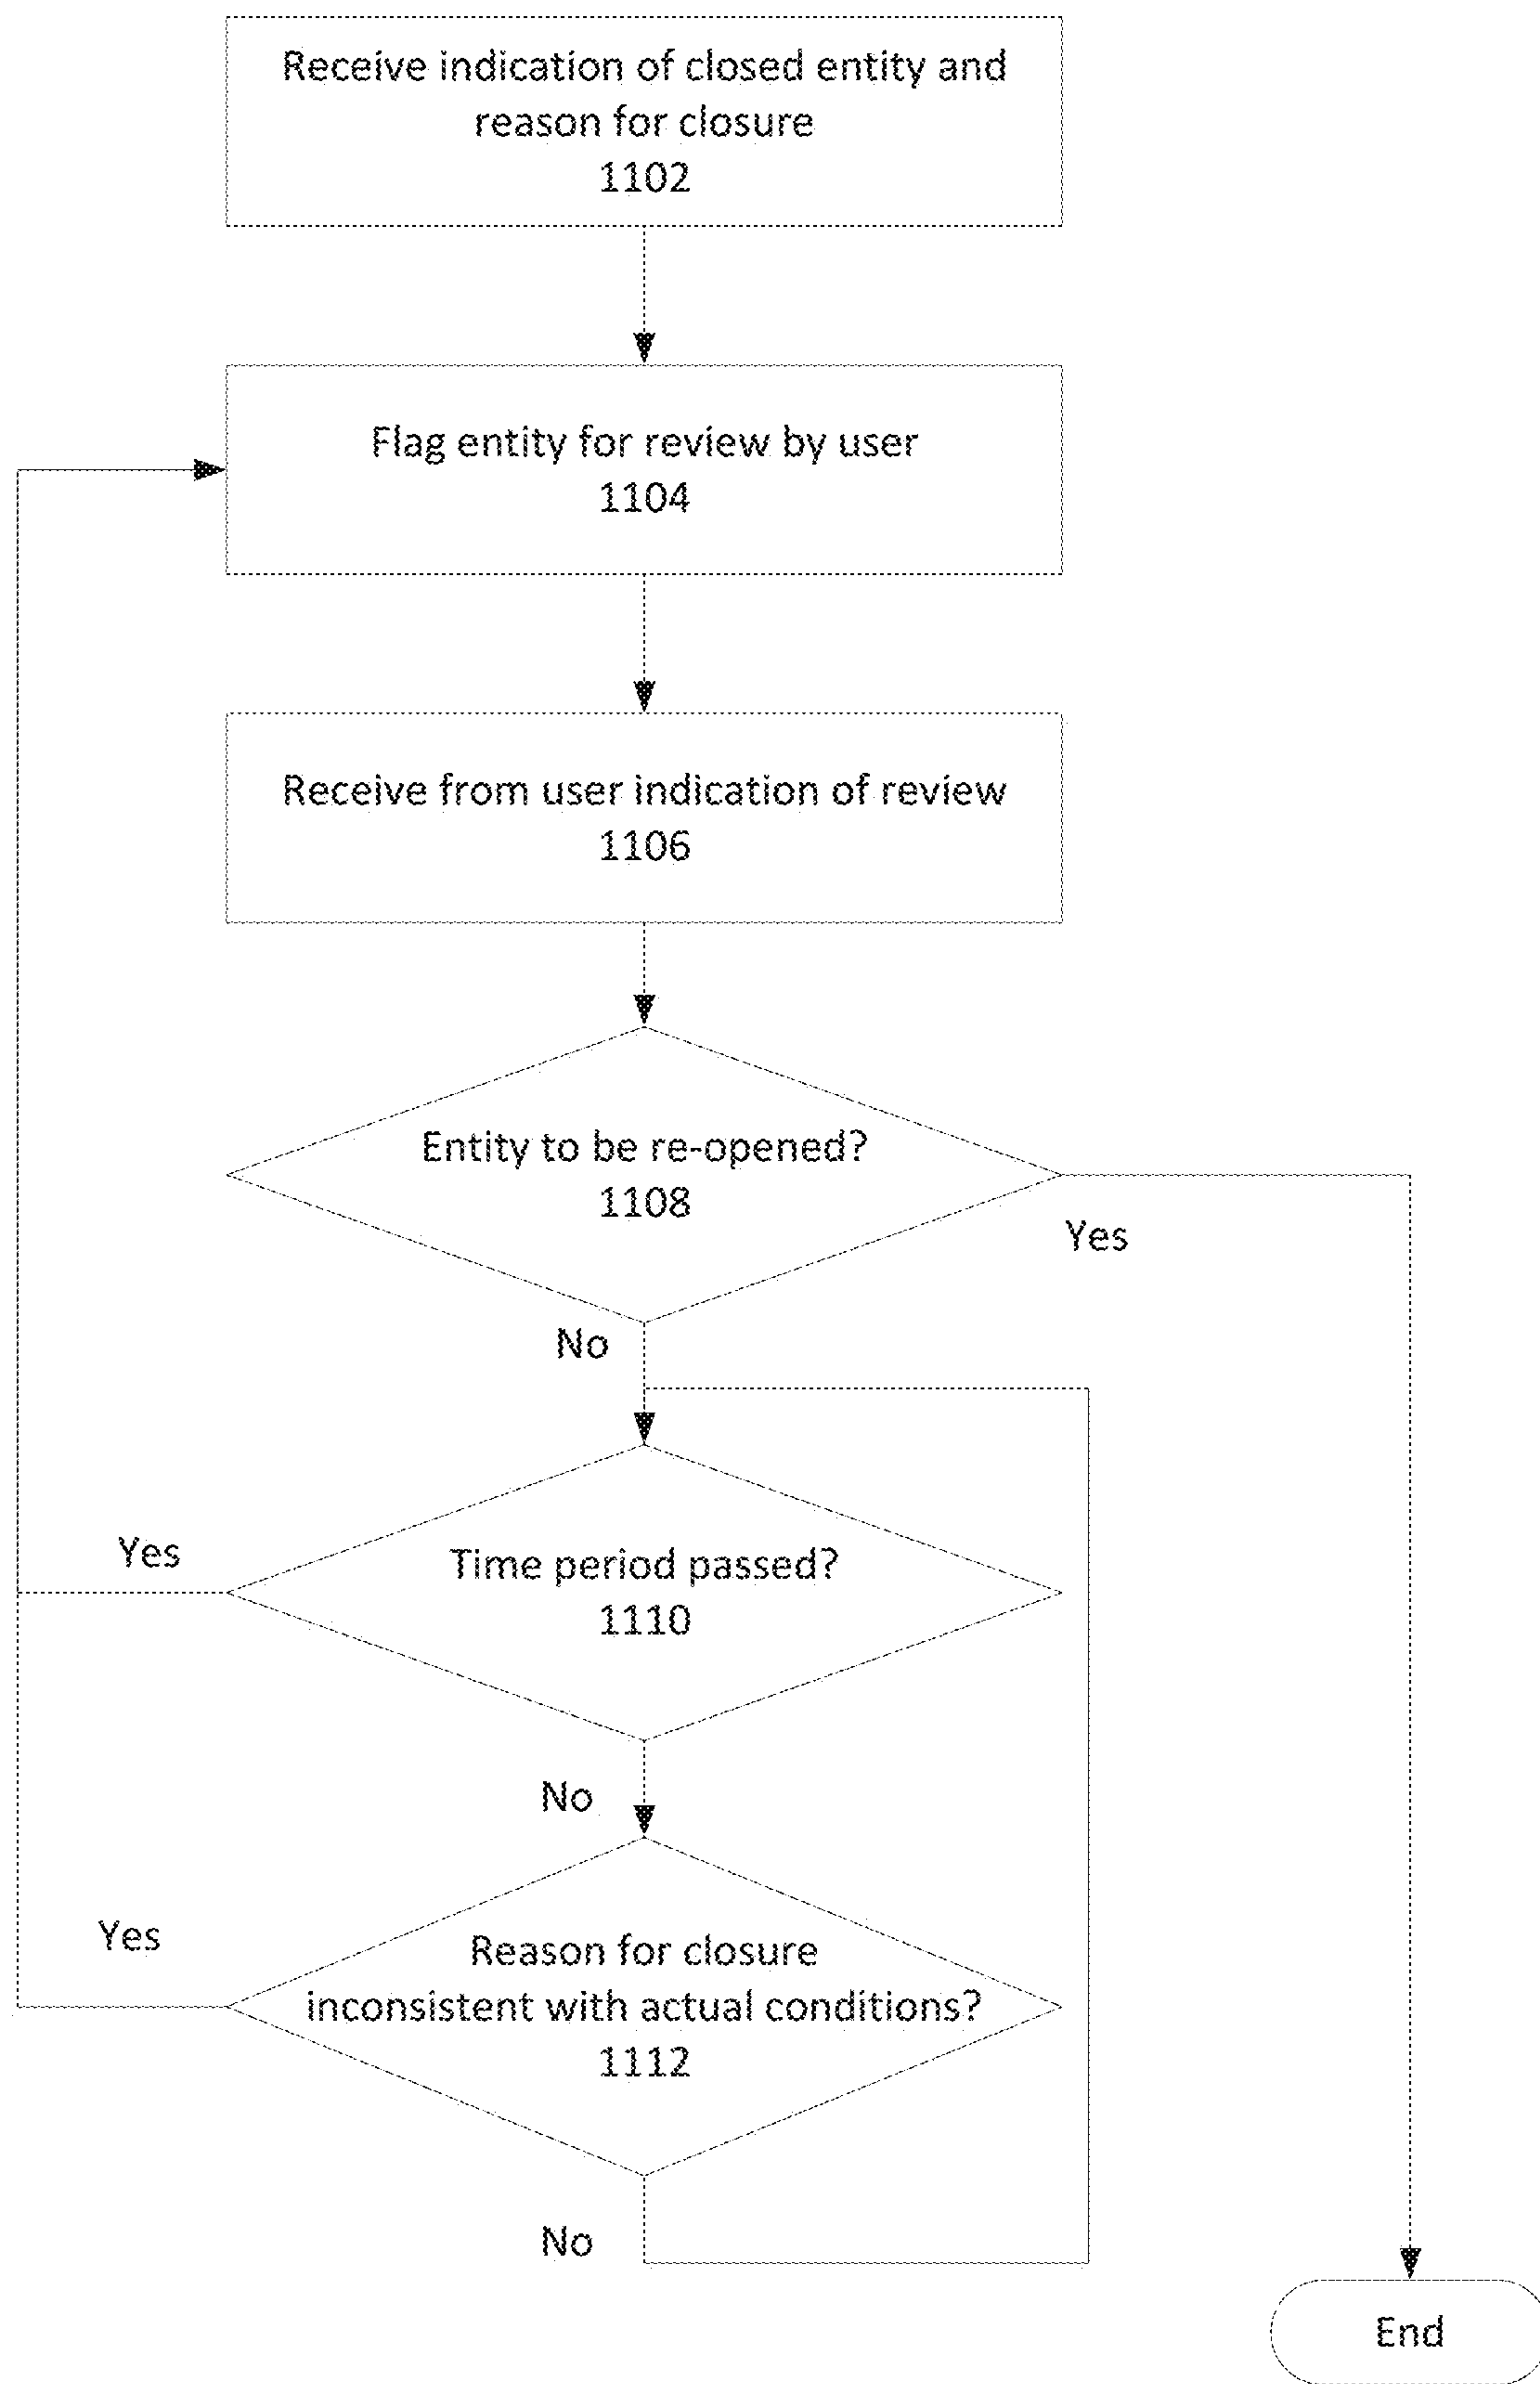 Receive indication of closed entity and
reason for closure
1102
Flag entity for review by user
1104
Receive from user indication of review
1106
Entity to be re-opened?
1108
Yes
No
Yes
Time period passed?
1110
No
Yes
Reason for closure
inconsistent with actual conditions?
1112
No
End